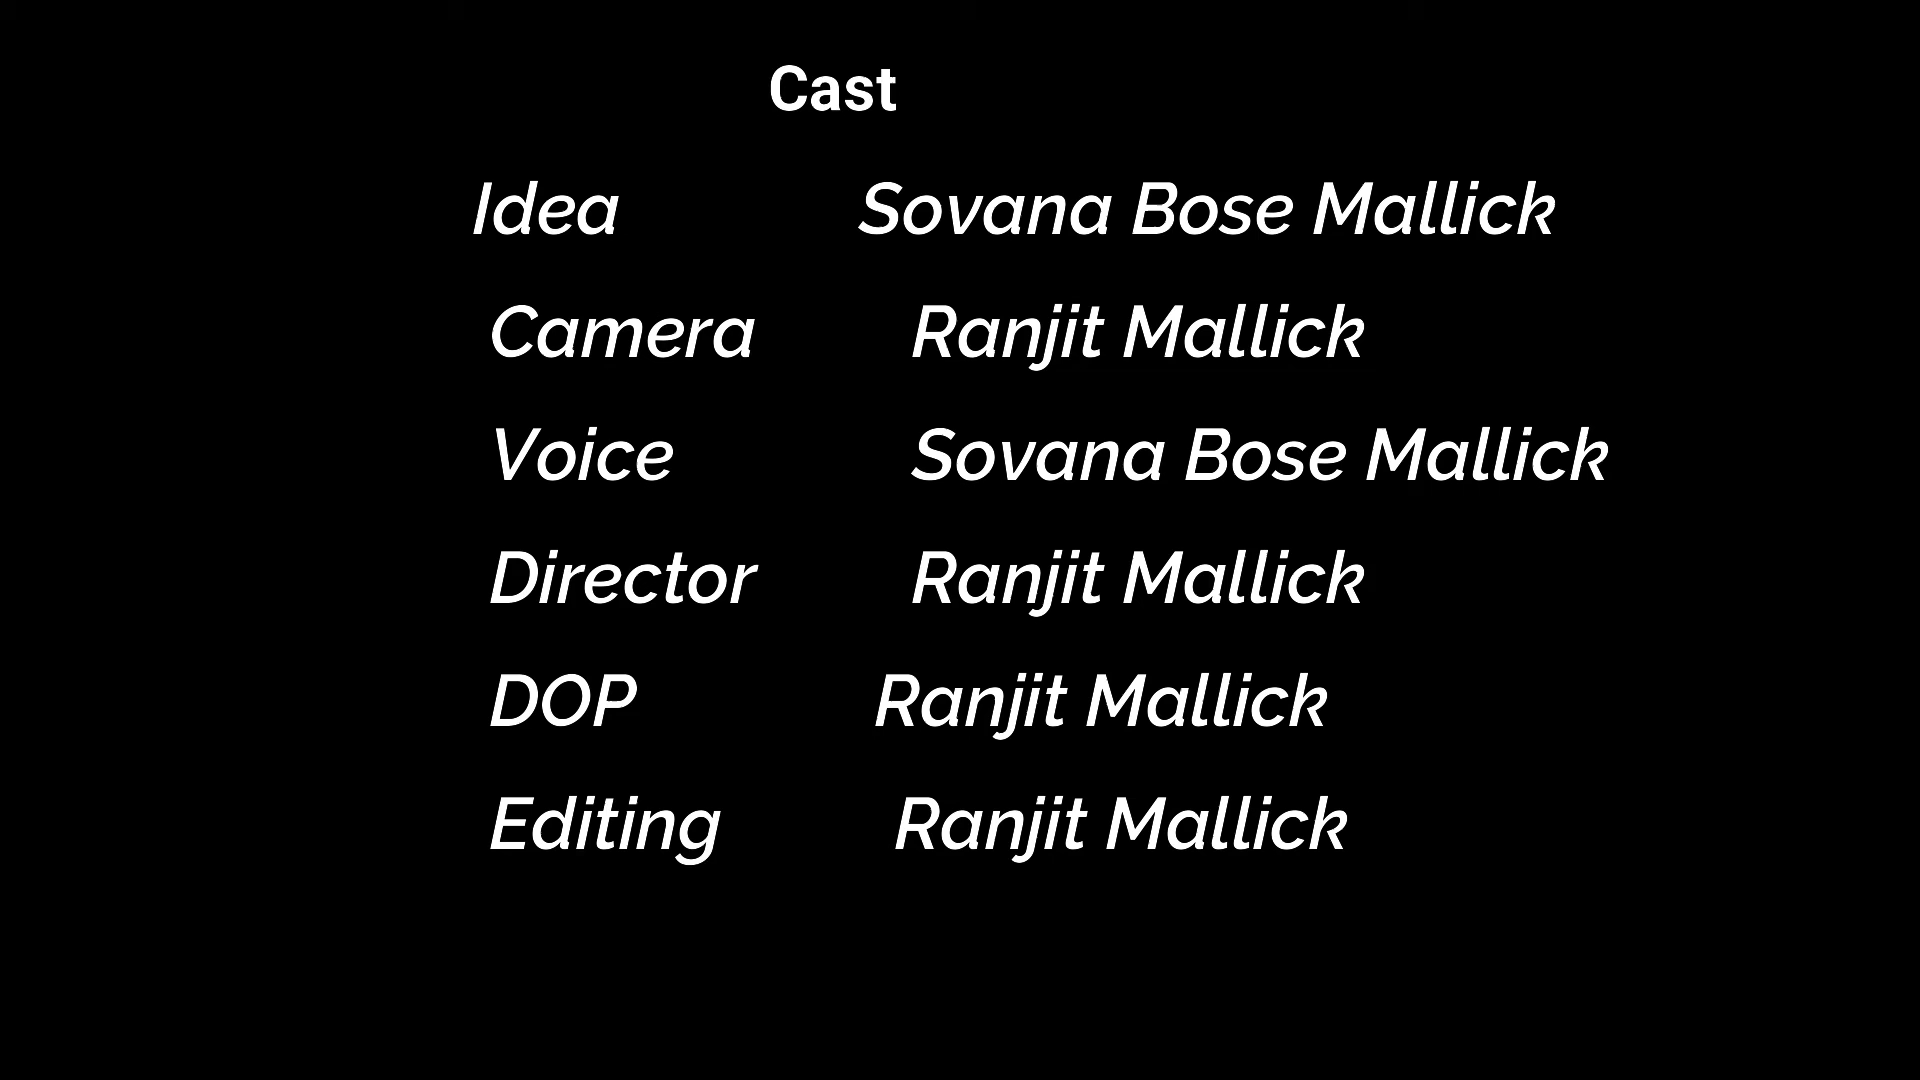 Cast
Idea Sovana Bose Mallick
Camera Ranjit Mallick
Voice Sovana Bose Mallick
Director Ranjit Mallick
DOP Ranjit Mallick
Editing Ranjit Mallick